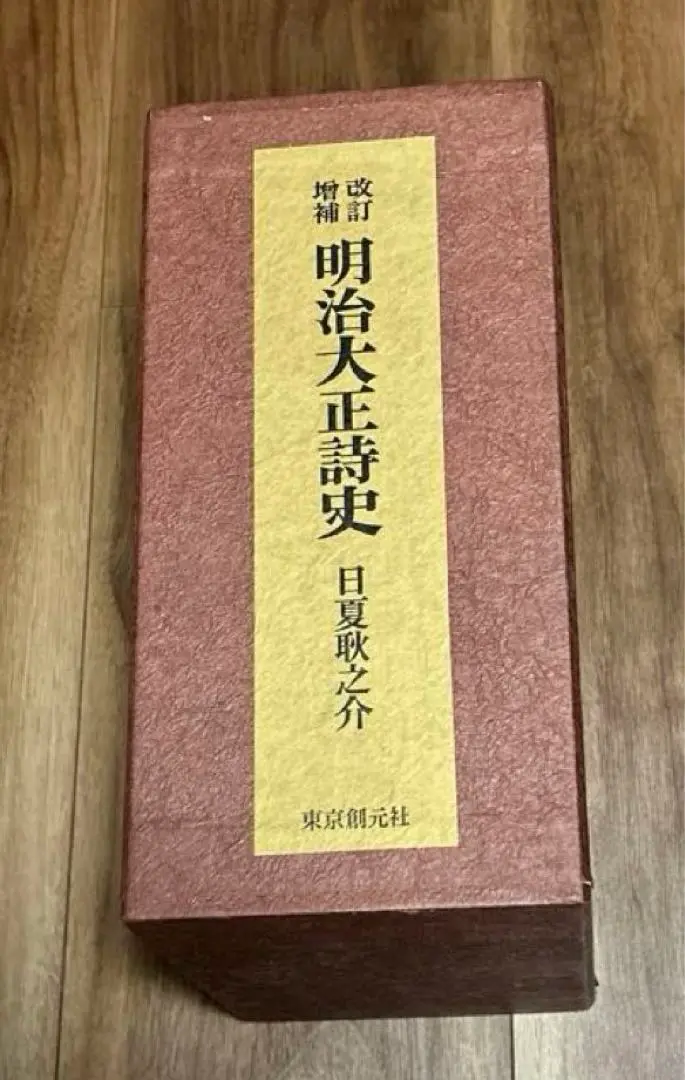 改訂
増補
明治大正詩史
日夏耿之介
東京創元社